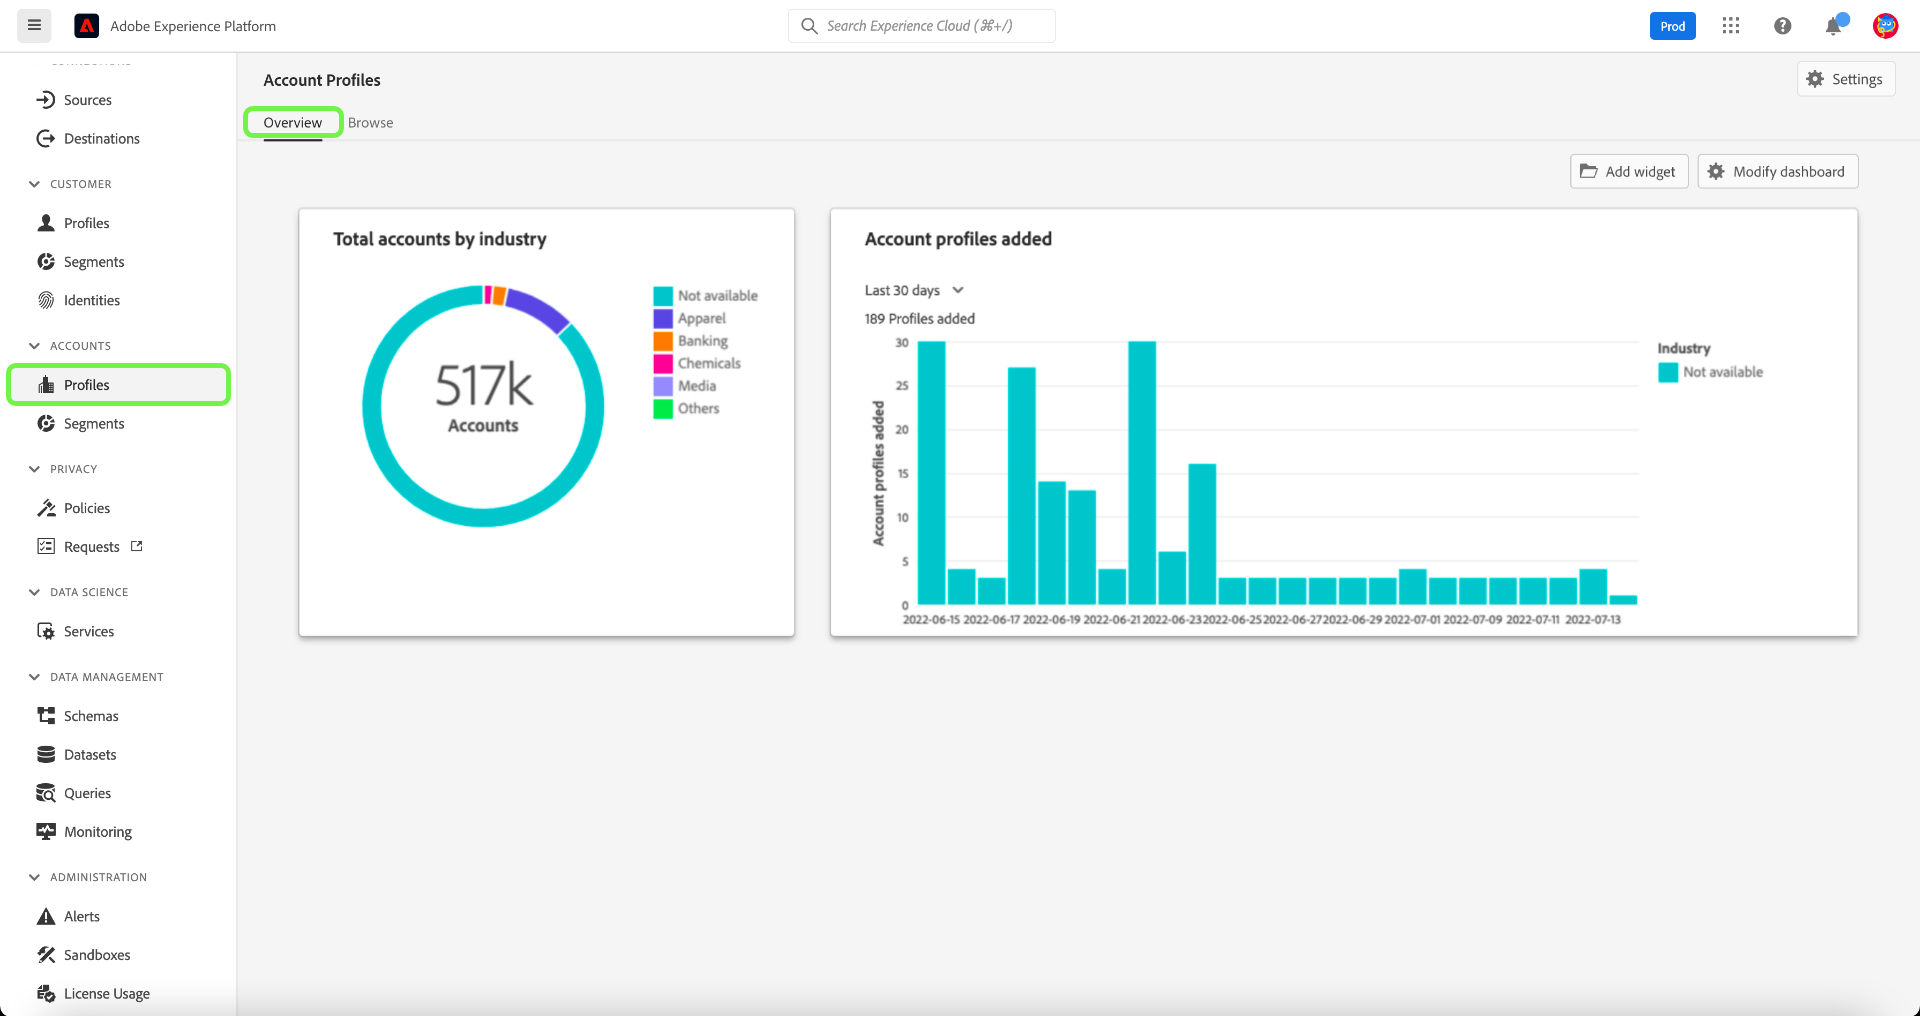 Adobe Experience Platform
Search Experience Cloud (⌘+/)
Prod
CONNECTIONS
Sources
Destinations
CUSTOMER
Profiles
Segments
Identities
ACCOUNTS
Profiles
Segments
PRIVACY
Policies
Requests
DATA SCIENCE
Services
DATA MANAGEMENT
Schemas
Datasets
Queries
Monitoring
ADMINISTRATION
Alerts
Sandboxes
License Usage
Account Profiles
Settings
Overview Browse
Add widget Modify dashboard
Total accounts by industry
517k
Accounts
Not available
Apparel
Banking
Chemicals
Media
Others
Account profiles added
Last 30 days
189 Profiles added
Account profiles added
30
25
20
15
10
5
0
2022-06-15 2022-06-17 2022-06-19 2022-06-21 2022-06-23 2022-06-25 2022-06-27 2022-06-29 2022-07-01 2022-07-09 2022-07-11 2022-07-13
Industry
Not available